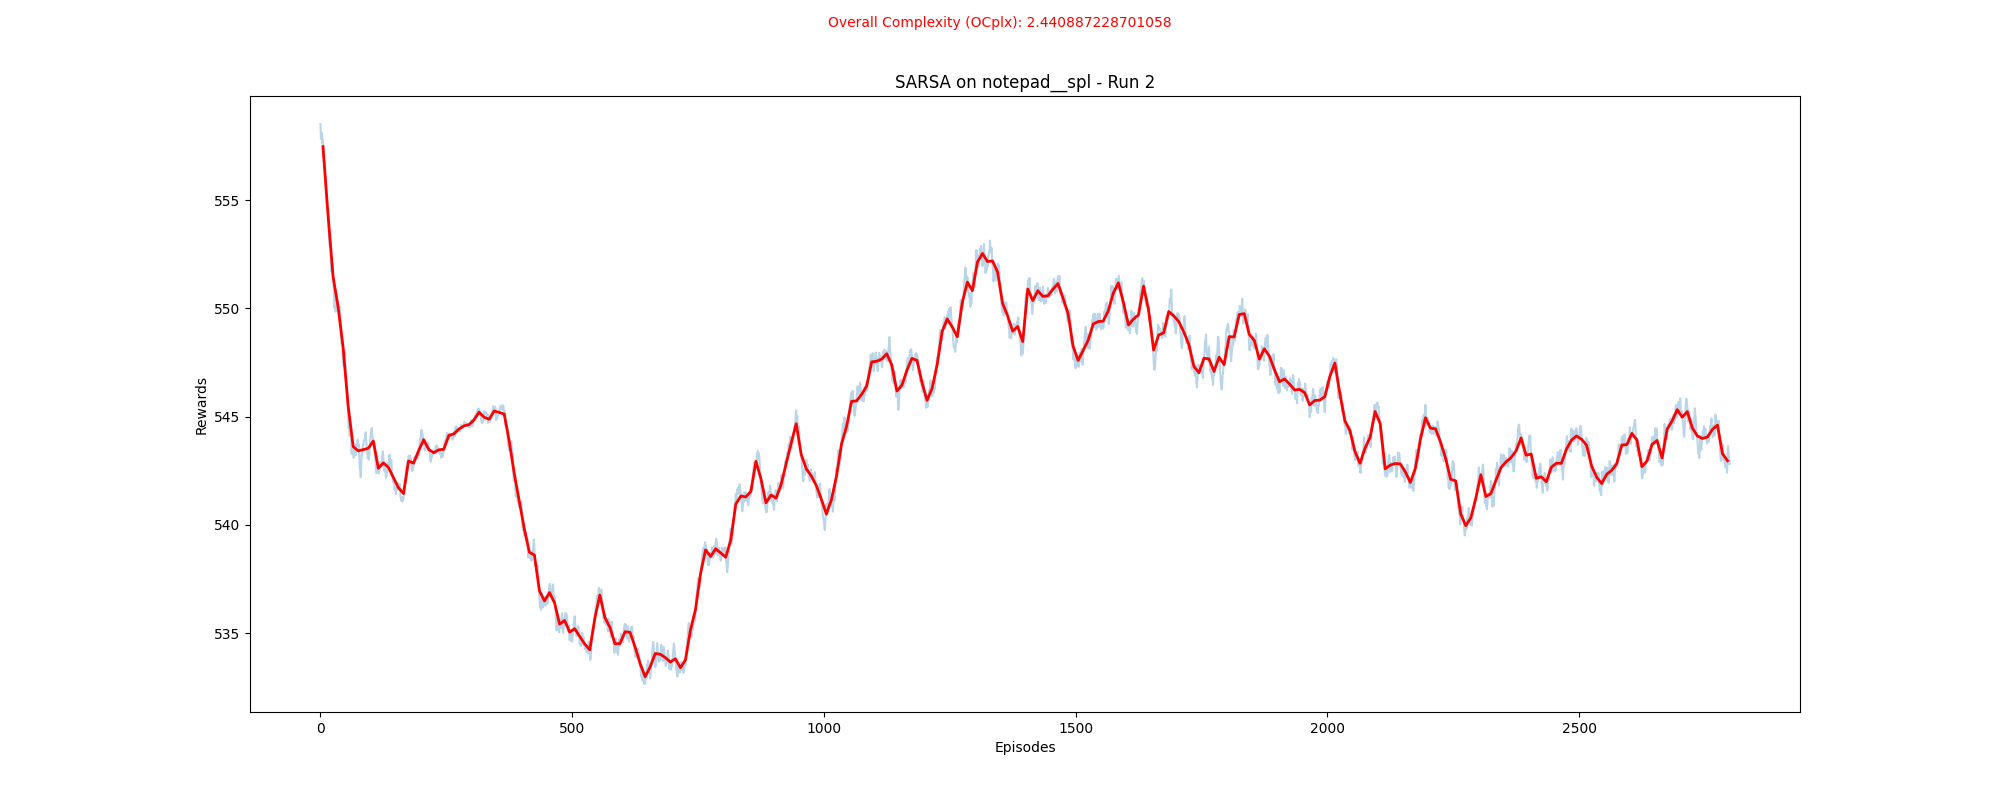 Overall Complexity (OCplx): 2.440887228701058
SARSA on notepad__spl - Run 2
Rewards
555
550
545
540
535
0 500 1000 1500 2000 2500
Episodes